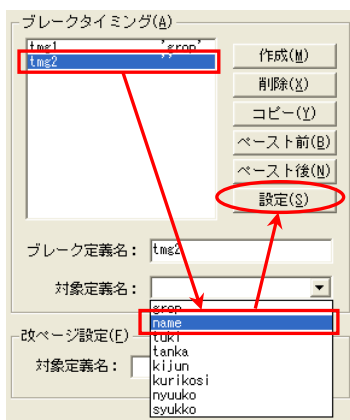 ブレークタイミング(A)
tmg1 'grop'
tmg2 ''
作成(M)
削除(X)
コピー(Y)
ペースト前(B)
ペースト後(N)
設定(S)
ブレーク定義名： tmg2
対象定義名：
grop
name
tuki
tanka
kijun
kurikosi
nyuuko
syukko
改ページ設定(F)
対象定義名：